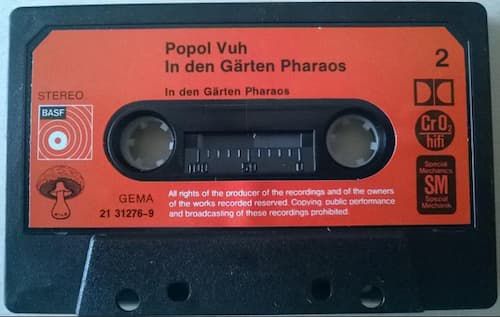 Popol Vuh
In den Gärten Pharaos
2
In den Gärten Pharaos
STEREO
BASF
CrO2
hifi
Special
Mechanics
SM
Spezial
Mechanik
PILZ
GEMA
21 31276-9
100 50 0
All rights of the producer of the recordings and of the owners
of the works recorded reserved. Copying, public performance
and broadcasting of these recordings prohibited.